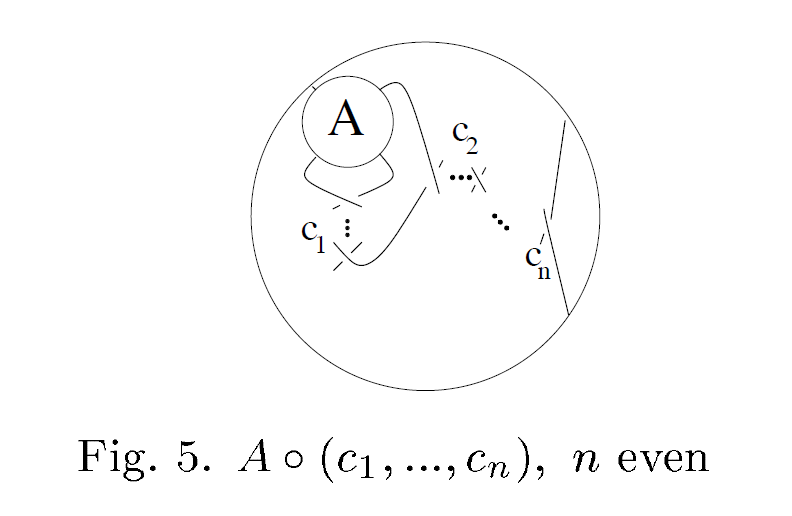 A
c₂
c₁
cₙ
Fig. 5. A ∘ (c₁, ..., cₙ), n even